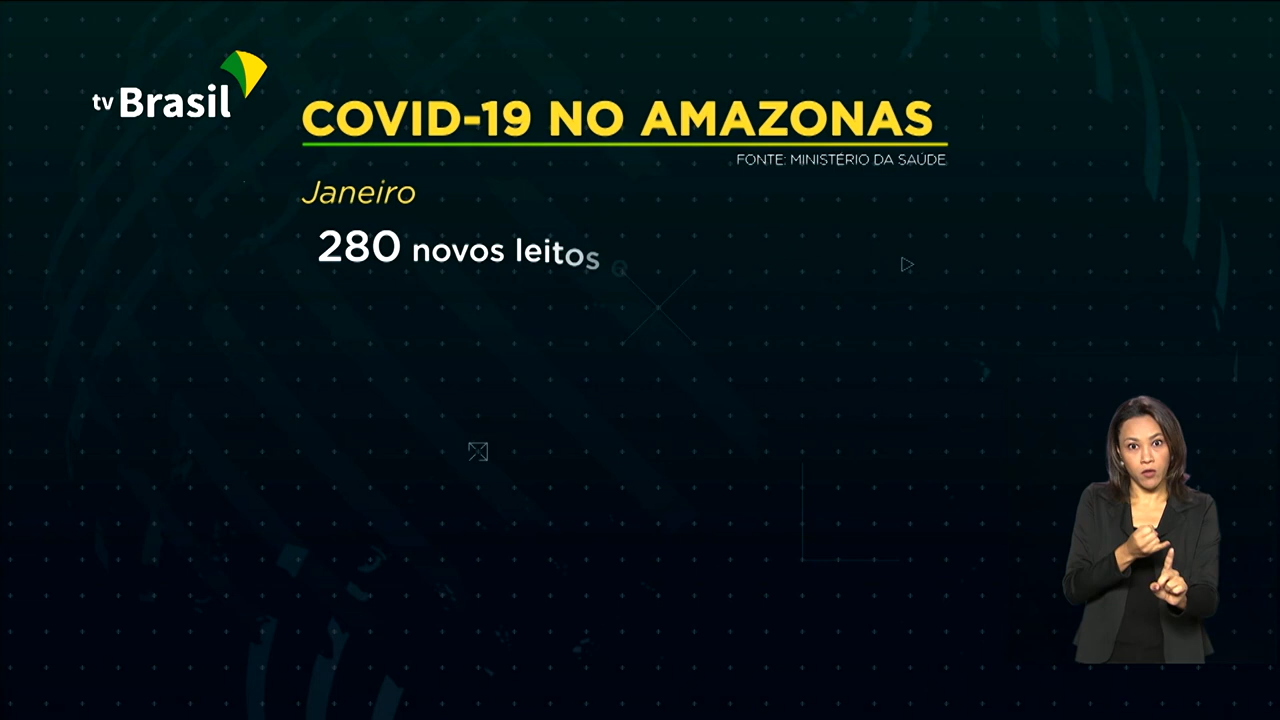 tv Brasil
COVID-19 NO AMAZONAS
FONTE: MINISTÉRIO DA SAÚDE
Janeiro
280 novos leitos